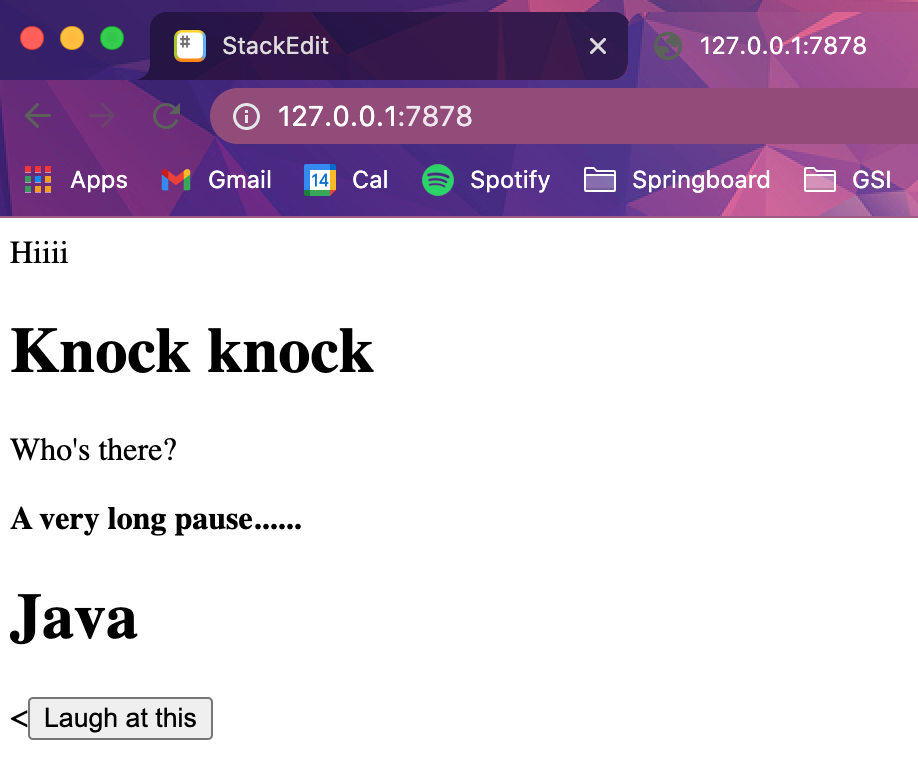 StackEdit 127.0.0.1:7878
127.0.0.1:7878
Apps Gmail 14 Cal Spotify Springboard GSI
Hiiii
Knock knock
Who's there?
A very long pause......
Java
<Laugh at this